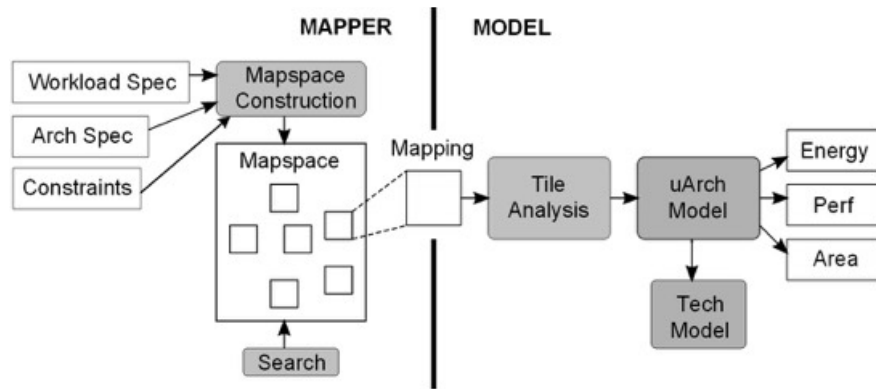 MAPPER
MODEL
Workload Spec
Arch Spec
Constraints
Mapspace
Construction
Mapspace
Search
Mapping
Tile
Analysis
uArch
Model
Tech
Model
Energy
Perf
Area